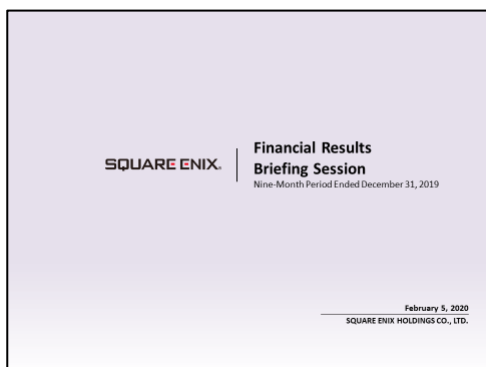 SQUARE ENIX.
Financial Results
Briefing Session
Nine-Month Period Ended December 31, 2019
February 5, 2020
SQUARE ENIX HOLDINGS CO., LTD.